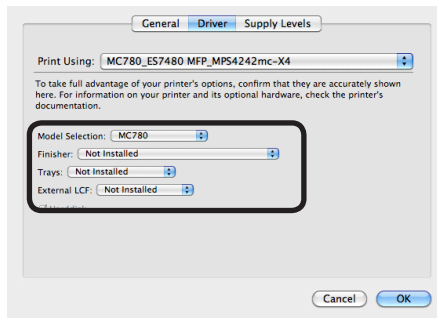 General Driver Supply Levels
Print Using: MC780_ES7480 MFP_MPS4242mc-X4
To take full advantage of your printer's options, confirm that they are accurately shown
here. For information on your printer and its optional hardware, check the printer's
documentation.
Model Selection: MC780
Finisher: Not Installed
Trays: Not Installed
External LCF: Not Installed
Cancel OK